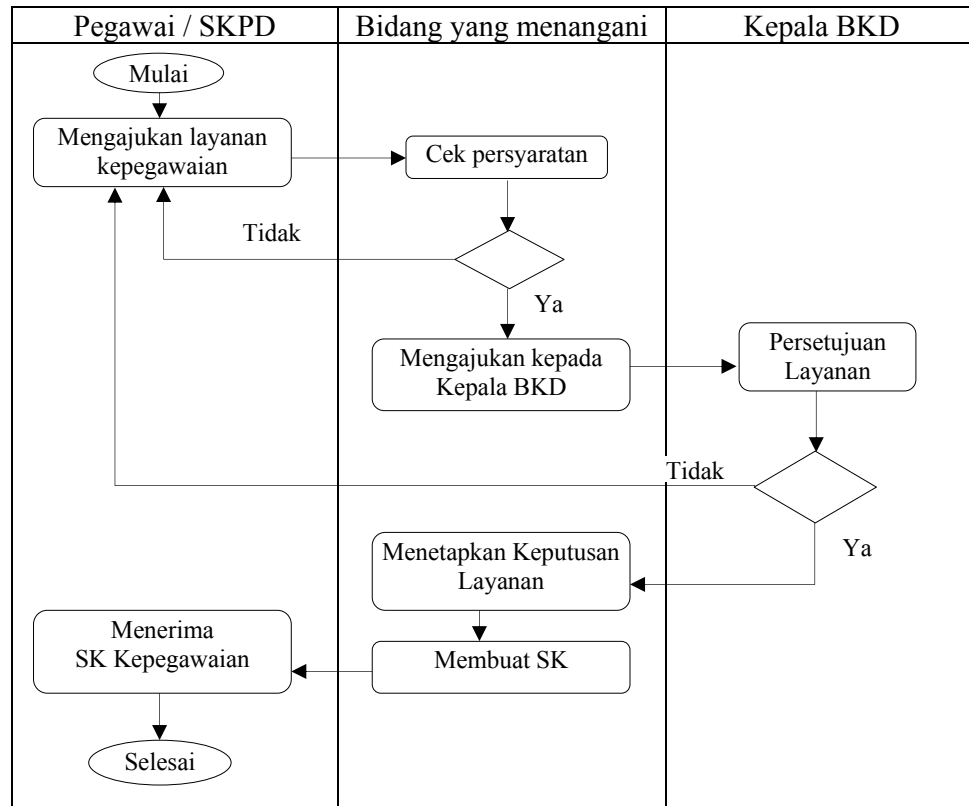 Pegawai / SKPD
Bidang yang menangani
Kepala BKD
Mulai
Mengajukan layanan
kepegawaian
Cek persyaratan
Tidak
Ya
Mengajukan kepada
Kepala BKD
Persetujuan
Layanan
Tidak
Ya
Menetapkan Keputusan
Layanan
Membuat SK
Menerima
SK Kepegawaian
Selesai